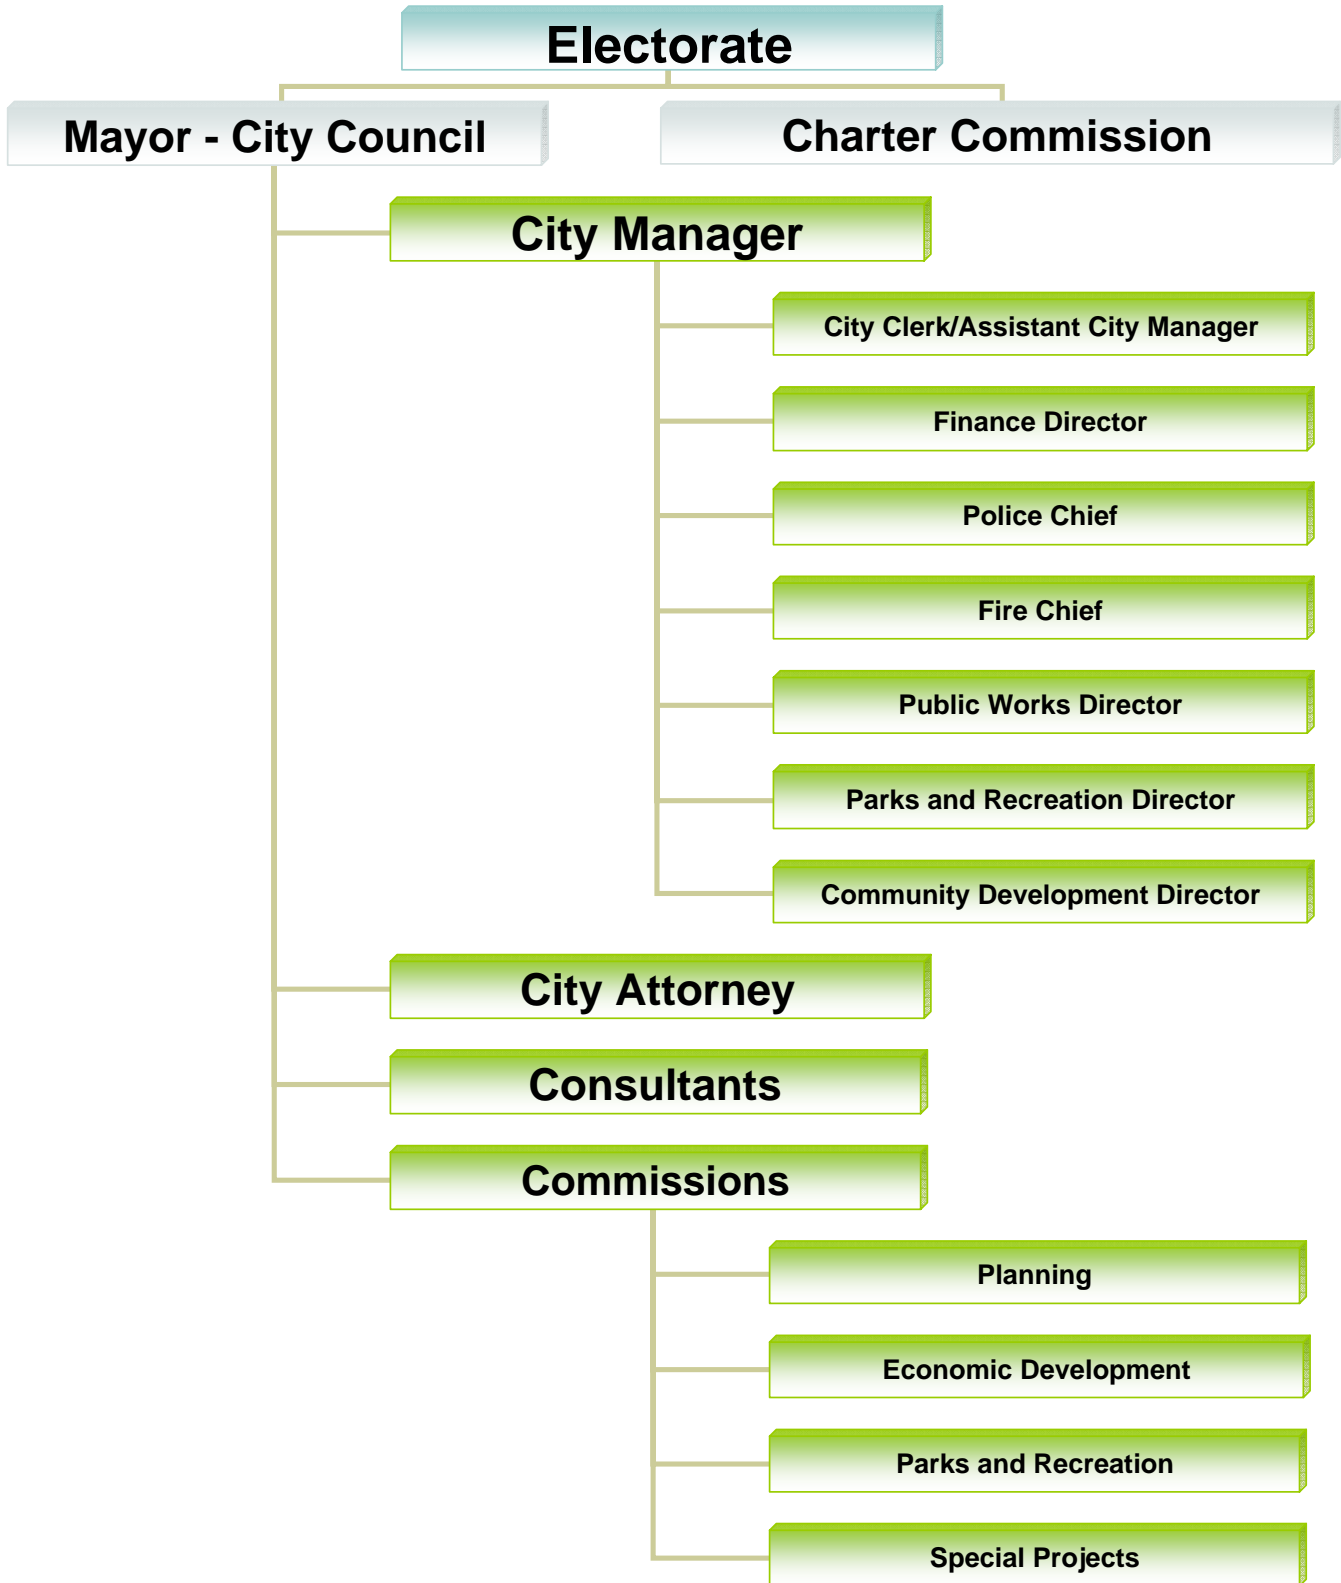 Electorate
Mayor - City Council
Charter Commission
City Manager
City Clerk/Assistant City Manager
Finance Director
Police Chief
Fire Chief
Public Works Director
Parks and Recreation Director
Community Development Director
City Attorney
Consultants
Commissions
Planning
Economic Development
Parks and Recreation
Special Projects